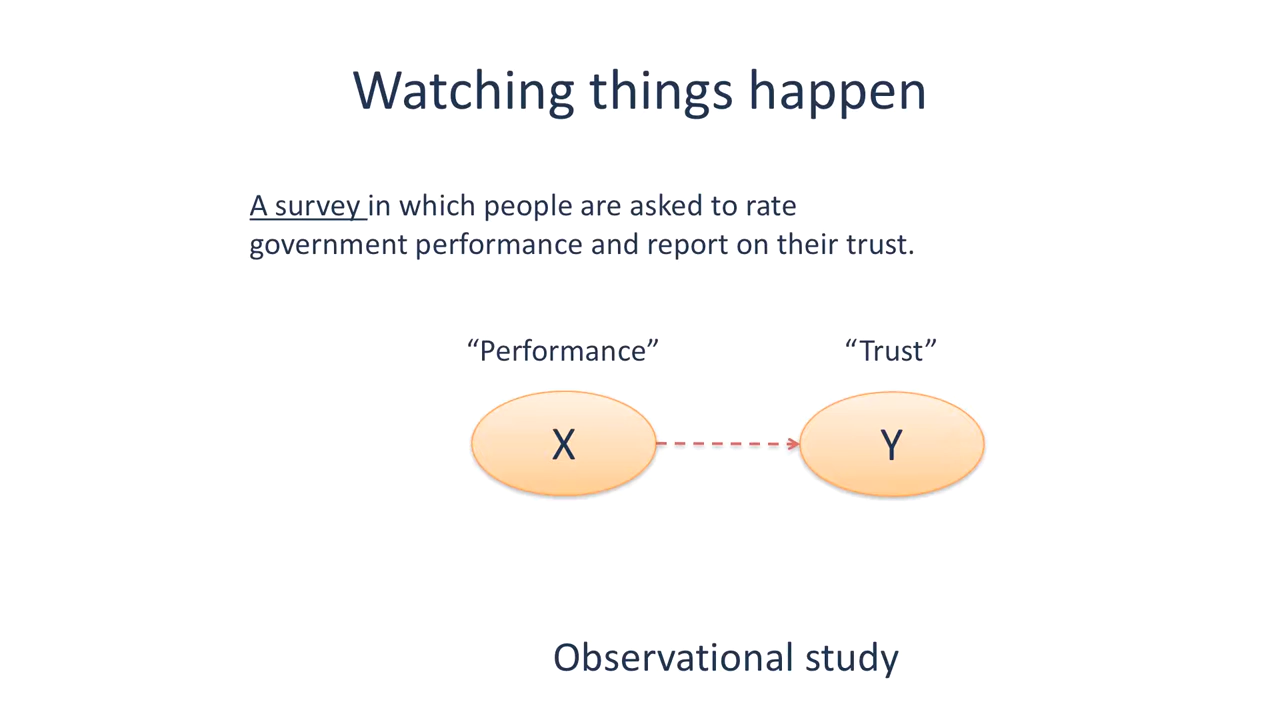 Watching things happen
A survey in which people are asked to rate
government performance and report on their trust.
“Performance”
“Trust”
X
Y
Observational study